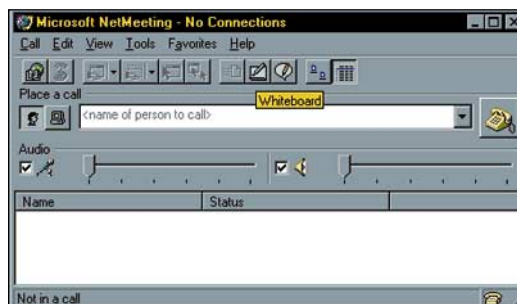 Microsoft NetMeeting - No Connections
Call Edit View Tools Favorites Help
Whiteboard
Place a call
<name of person to call>
Audio
Name Status
Not in a call